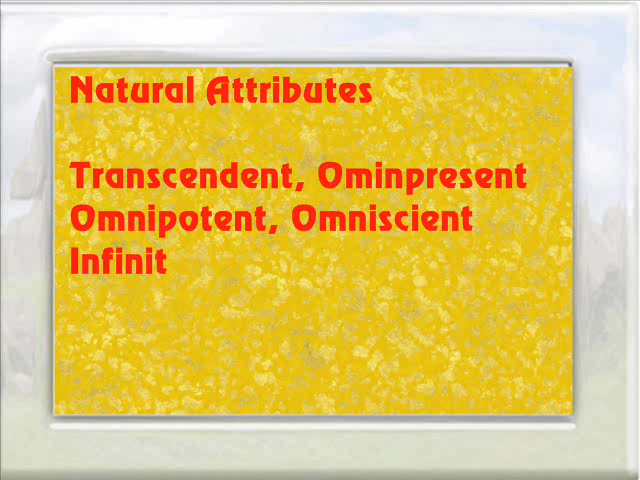 Natural Attributes
Transcendent, Ominpresent
Omnipotent, Omniscient
Infinit